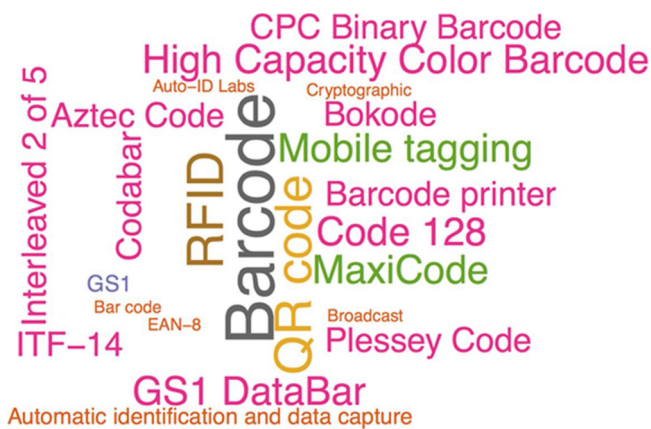 CPC Binary Barcode
High Capacity Color Barcode
Auto-ID Labs
Cryptographic
Aztec Code
Bokode
Interleaved 2 of 5
Codabar
RFID
Barcode
QR code
Mobile tagging
Barcode printer
Code 128
MaxiCode
GS1
Bar code
EAN-8
Broadcast
ITF-14
Plessey Code
GS1 DataBar
Automatic identification and data capture